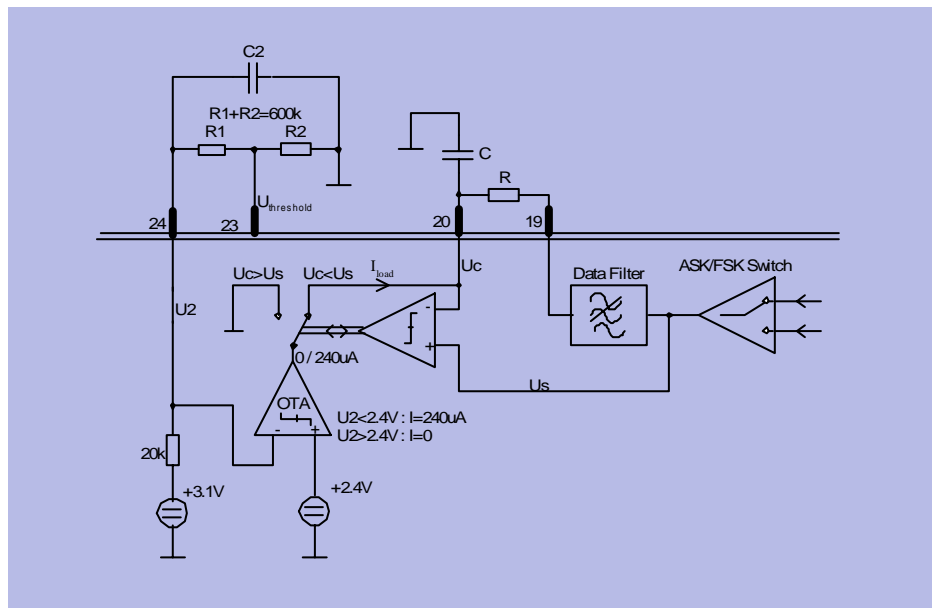 C2
R1+R2=600k
R1 R2
C
R
Uthreshold
24 23 20 19
Uc>Us Uc<Us Iload Uc
Data Filter ASK/FSK Switch
U2
-
+
0 / 240uA
Us
OTA
U2<2.4V : I=240uA
- +
U2>2.4V : I=0
20k
+3.1V +2.4V